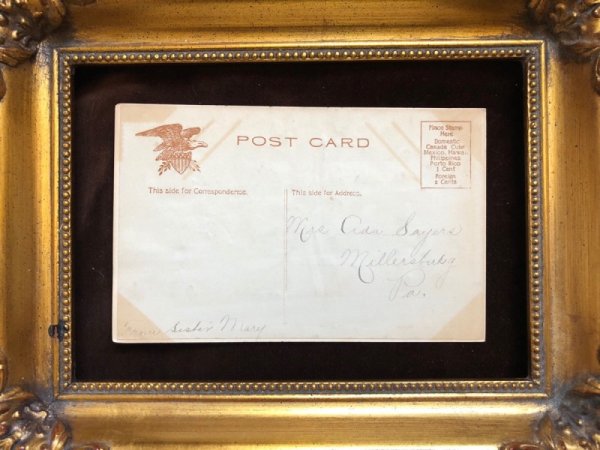 POST CARD
Place Stamp
Here
Domestic
Canada Cuba
Mexico, Hawaii
Philipines
Porto Rico
1 Cent
Foreign
2 Cents
This side for Correspondence.
This side for Address.
Mrs Ada Sayers
Millersburg
Pa.
Sister Mary